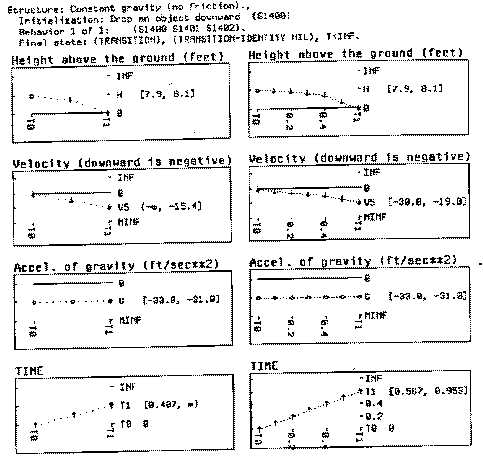 Structure: Constant gravity (no friction).,
Initialization: Drop an object downward (S1400)
Behavior 1 of 1: (S1400 S1401 S1402).
Final state: (TRANSITION), (TRANSITION-IDENTITY NIL), T<INF.
Height above the ground (feet)
INF
H [7.9, 8.1]
0
T0
T1
Height above the ground (feet)
INF
H [7.9, 8.1]
0
T0
0.2
0.4
T1
Velocity (downward is negative)
INF
0
V5 (-∞, -15.4]
MINF
T0
T1
Velocity (downward is negative)
INF
0
V5 [-30.0, -19.0]
MINF
T0
0.2
0.4
T1
Accel. of gravity (ft/sec**2)
0
G [-33.0, -31.0]
MINF
T0
T1
Accel. of gravity (ft/sec**2)
0
G [-33.0, -31.0]
MINF
T0
0.2
0.4
T1
TIME
INF
T1 [0.407, ∞)
T0 0
T0
T1
TIME
INF
T1 [0.567, 0.953]
0.4
0.2
T0 0
T0
0.2
0.4
T1